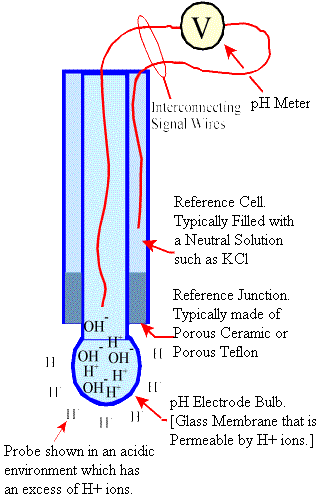 V
pH Meter
Interconnecting
Signal Wires
Reference Cell.
Typically Filled with
a Neutral Solution
such as KCl
Reference Junction.
Typically made of
Porous Ceramic or
Porous Teflon
OH-
H+
OH-
OH-
H+
H+
OH-
H+
pH Electrode Bulb.
[Glass Membrane that is
Permeable by H+ ions.]
Probe shown in an acidic
environment which has
an excess of H+ ions.